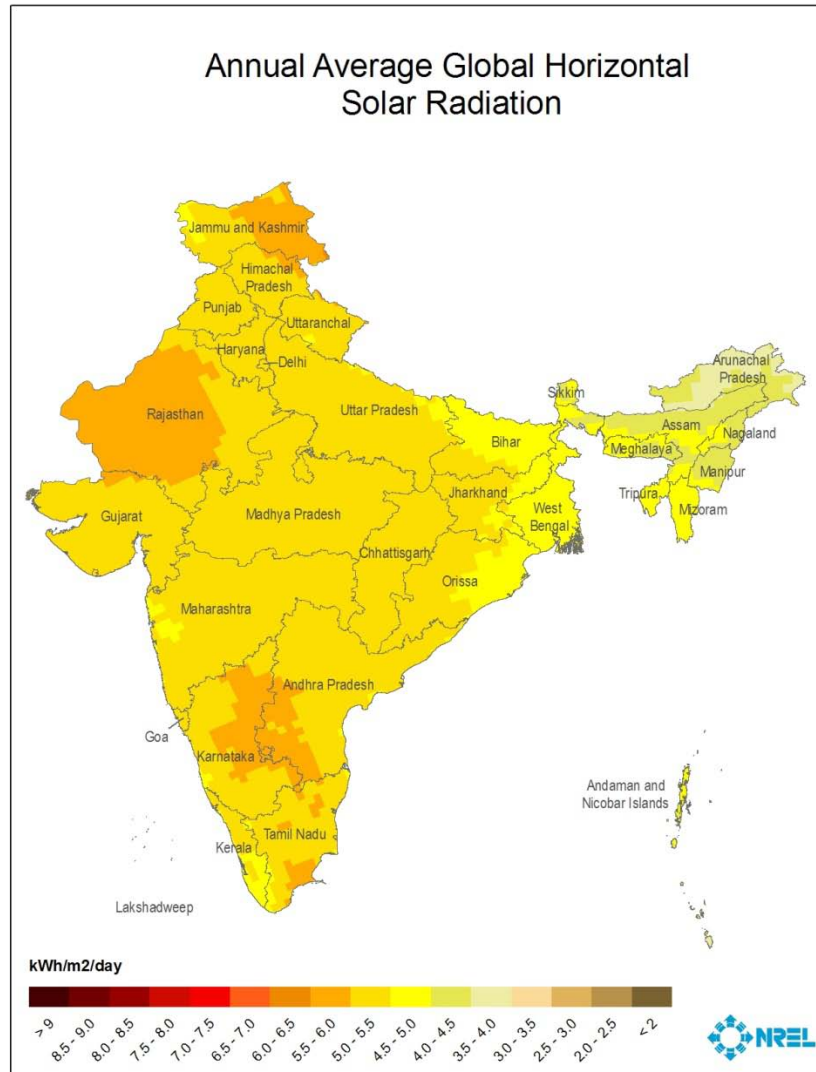 Annual Average Global Horizontal
Solar Radiation
Jammu and Kashmir
Himachal
Pradesh
Punjab
Uttaranchal
Haryana
Delhi
Arunachal
Pradesh
Rajasthan
Uttar Pradesh
Sikkim
Assam
Nagaland
Bihar
Meghalaya
Manipur
Jharkhand
Tripura
Mizoram
Gujarat
Madhya Pradesh
West
Bengal
Chhattisgarh
Orissa
Maharashtra
Andhra Pradesh
Goa
Karnataka
Andaman and
Nicobar Islands
Tamil Nadu
Kerala
Lakshadweep
kWh/m2/day
> 9
8.5 - 9.0
8.0 - 8.5
7.5 - 8.0
7.0 - 7.5
6.5 - 7.0
6.0 - 6.5
5.5 - 6.0
5.0 - 5.5
4.5 - 5.0
4.0 - 4.5
3.5 - 4.0
3.0 - 3.5
2.5 - 3.0
2.0 - 2.5
< 2
NREL